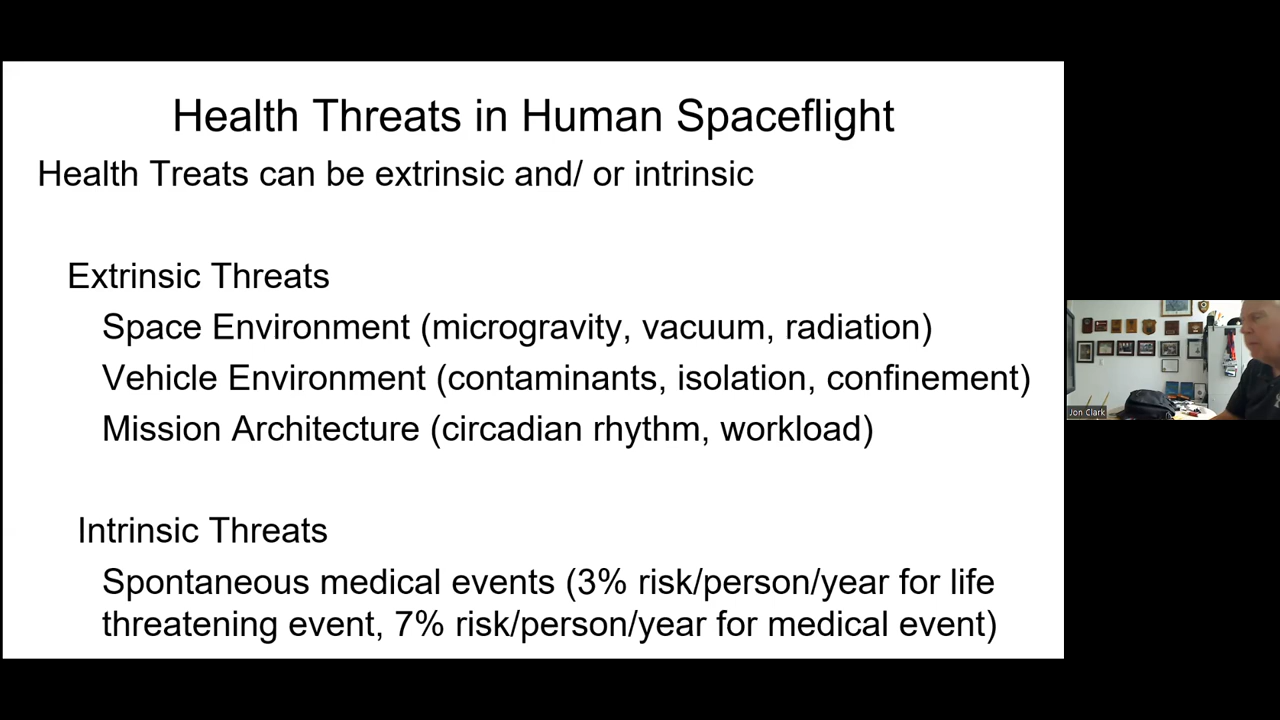 Health Threats in Human Spaceflight
Health Treats can be extrinsic and/ or intrinsic
Extrinsic Threats
Space Environment (microgravity, vacuum, radiation)
Vehicle Environment (contaminants, isolation, confinement)
Mission Architecture (circadian rhythm, workload)
Intrinsic Threats
Spontaneous medical events (3% risk/person/year for life
threatening event, 7% risk/person/year for medical event)
Jon Clark